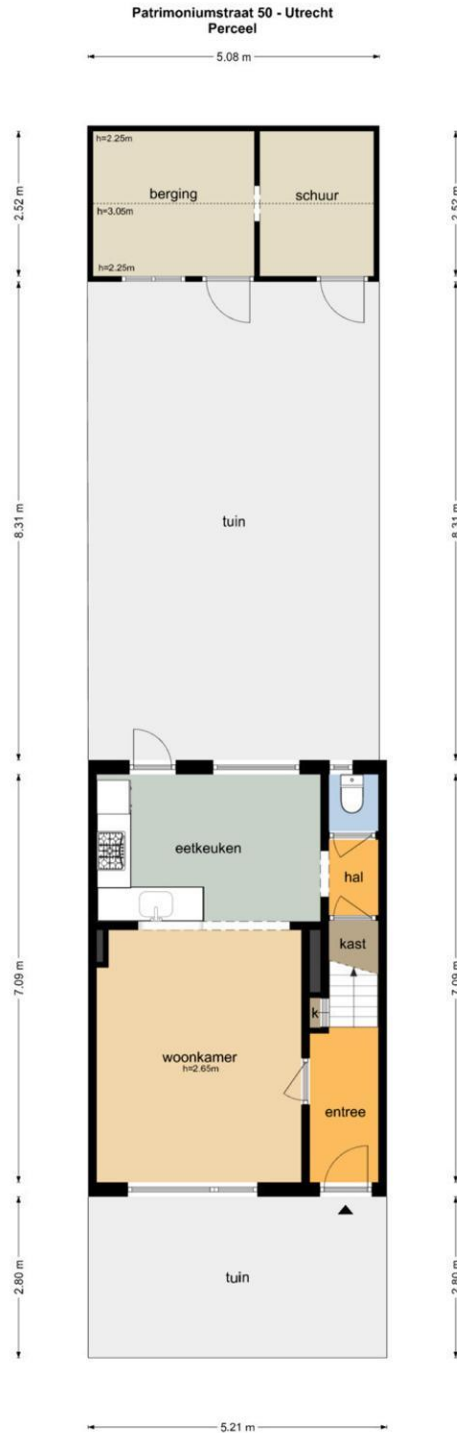 Patrimoniumstraat 50 - Utrecht
Perceel
5.08 m
h=2.25m
berging
schuur
h=3.05m
h=2.25m
2.52 m
2.52 m
tuin
8.31 m
8.31 m
eetkeuken
hal
kast
k
woonkamer
h=2.65m
entree
7.09 m
7.09 m
tuin
2.80 m
2.80 m
5.21 m